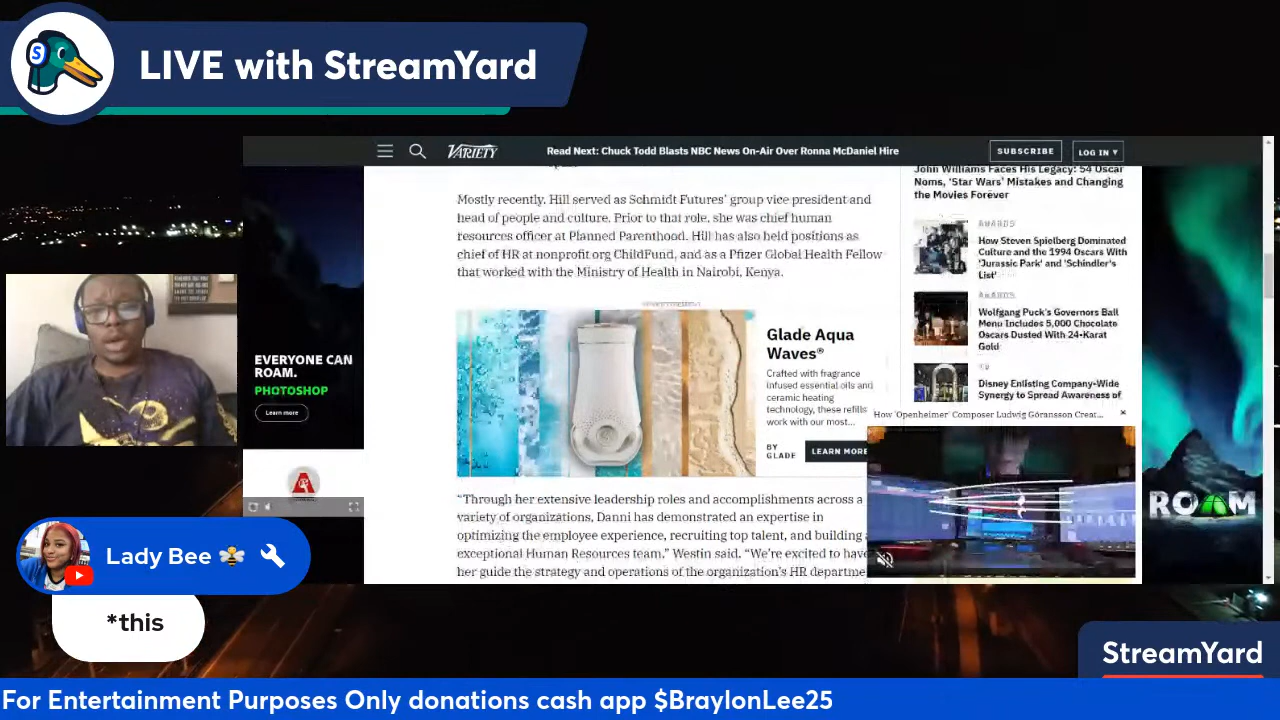 S
LIVE with StreamYard
VARIETY
Read Next: Chuck Todd Blasts NBC News On-Air Over Ronna McDaniel Hire
SUBSCRIBE
LOG IN
Mostly recently, Hill served as Schmidt Futures' group vice president and
head of people and culture. Prior to that role, she was chief human
resources officer at Planned Parenthood. Hill has also held positions as
chief of HR at nonprofit org ChildFund, and as a Pfizer Global Health Fellow
that worked with the Ministry of Health in Nairobi, Kenya.
ADVERTISEMENT
Glade Aqua
Waves®
Crafted with fragrance
infused essential oils and
ceramic heating
technology, these refills
work with our most...
BY
GLADE
LEARN MORE
"Through her extensive leadership roles and accomplishments across a
variety of organizations, Danni has demonstrated an expertise in
optimizing the employee experience, recruiting top talent, and building
exceptional Human Resources team," Westin said. "We're excited to have
her guide the strategy and operations of the organization's HR departme
John Williams Faces His Legacy: 54 Oscar
Noms, 'Star Wars' Mistakes and Changing
the Movies Forever
AWARDS
How Steven Spielberg Dominated
Culture and the 1994 Oscars With
'Jurassic Park' and 'Schindler's
List'
AWARDS
Wolfgang Puck's Governors Ball
Menu Includes 5,000 Chocolate
Oscars Dusted With 24-Karat
Gold
TV
Disney Enlisting Company-Wide
Synergy to Spread Awareness of
How 'Openheimer' Composer Ludwig Göransson Creat...
EVERYONE CAN
ROAM.
PHOTOSHOP
Learn more
ROAM
Lady Bee
*this
StreamYard
For Entertainment Purposes Only donations cash app $BraylonLee25